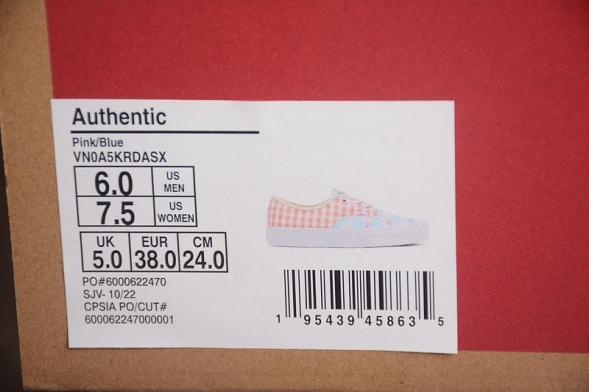 Authentic
Pink/Blue
VN0A5KRDASX
6.0 US MEN
7.5 US WOMEN
UK EUR CM
5.0 38.0 24.0
PO#6000622470
SJV- 10/22
CPSIA PO/CUT#
600062247000001
1 95439 45863 5